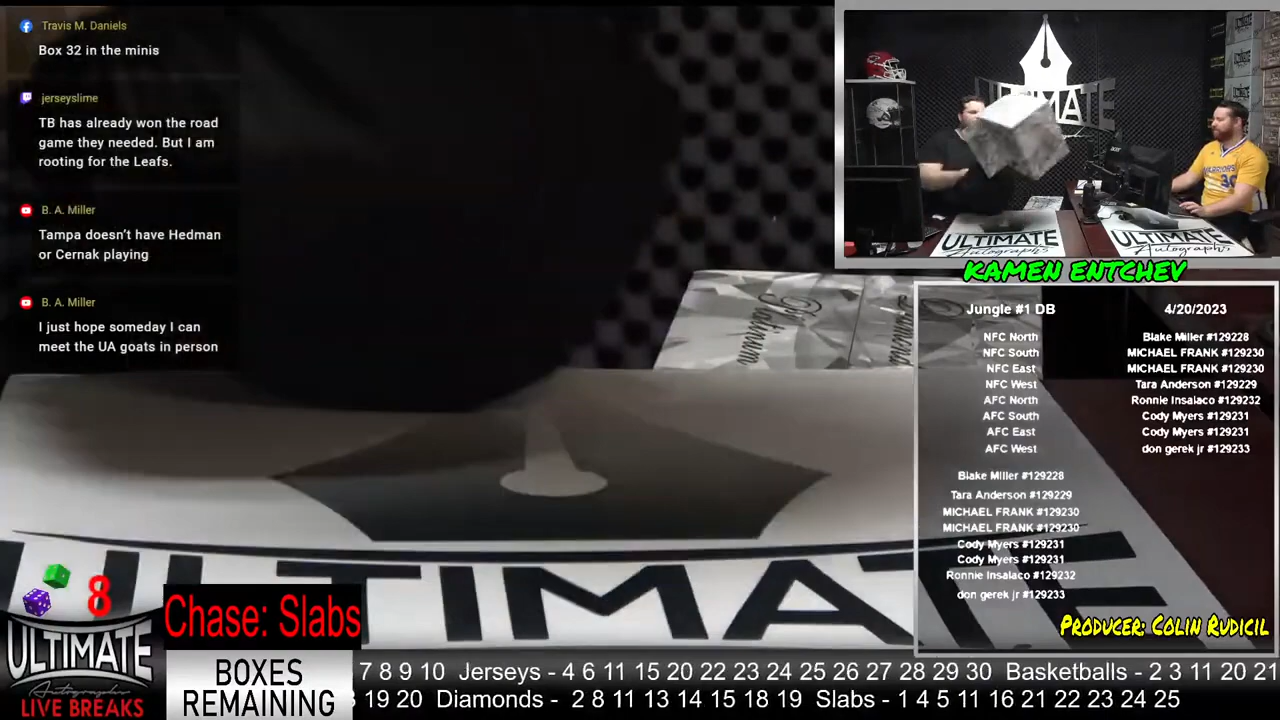 Travis M. Daniels
Box 32 in the minis
jerseyslime
TB has already won the road
game they needed. But I am
rooting for the Leafs.
B. A. Miller
Tampa doesn't have Hedman
or Cernak playing
B. A. Miller
I just hope someday I can
meet the UA goats in person
Platinum
WARRIORS
30
ULTIMATE
Autographs
ULTIMATE
Autographs
KAMEN ENTCHEV
Jungle #1 DB 4/20/2023
NFC North Blake Miller #129228
NFC South MICHAEL FRANK #129230
NFC East MICHAEL FRANK #129230
NFC West Tara Anderson #129229
AFC North Ronnie Insalaco #129232
AFC South Cody Myers #129231
AFC East Cody Myers #129231
AFC West don gerek jr #129233
Blake Miller #129228
Tara Anderson #129229
MICHAEL FRANK #129230
MICHAEL FRANK #129230
Cody Myers #129231
Cody Myers #129231
Ronnie Insalaco #129232
don gerek jr #129233
PRODUCER: COLIN RUDICIL
ULTIMATE
8
ULTIMATE
Autographs
LIVE BREAKS
Chase: Slabs
BOXES
REMAINING
7 8 9 10 Jerseys - 4 6 11 15 20 22 23 24 25 26 27 28 29 30 Basketballs - 2 3 11 20 21
19 20 Diamonds - 2 8 11 13 14 15 18 19 Slabs - 1 4 5 11 16 21 22 23 24 25